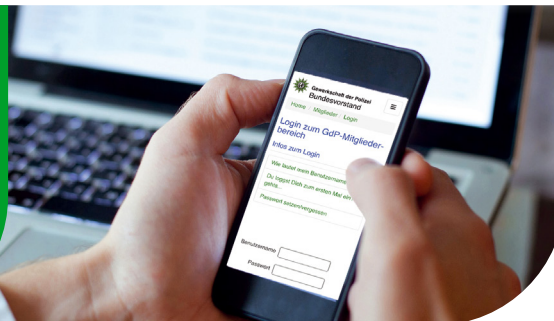 Gewerkschaft der Polizei
Bundesvorstand
Home Mitglieder Login
Login zum GdP-Mitglieder-
bereich
Infos zum Login
Wie lautet mein Benutzername
Du loggst Dich zum ersten Mal ein
gehts...
Passwort setzen/vergessen
Benutzername
Passwort